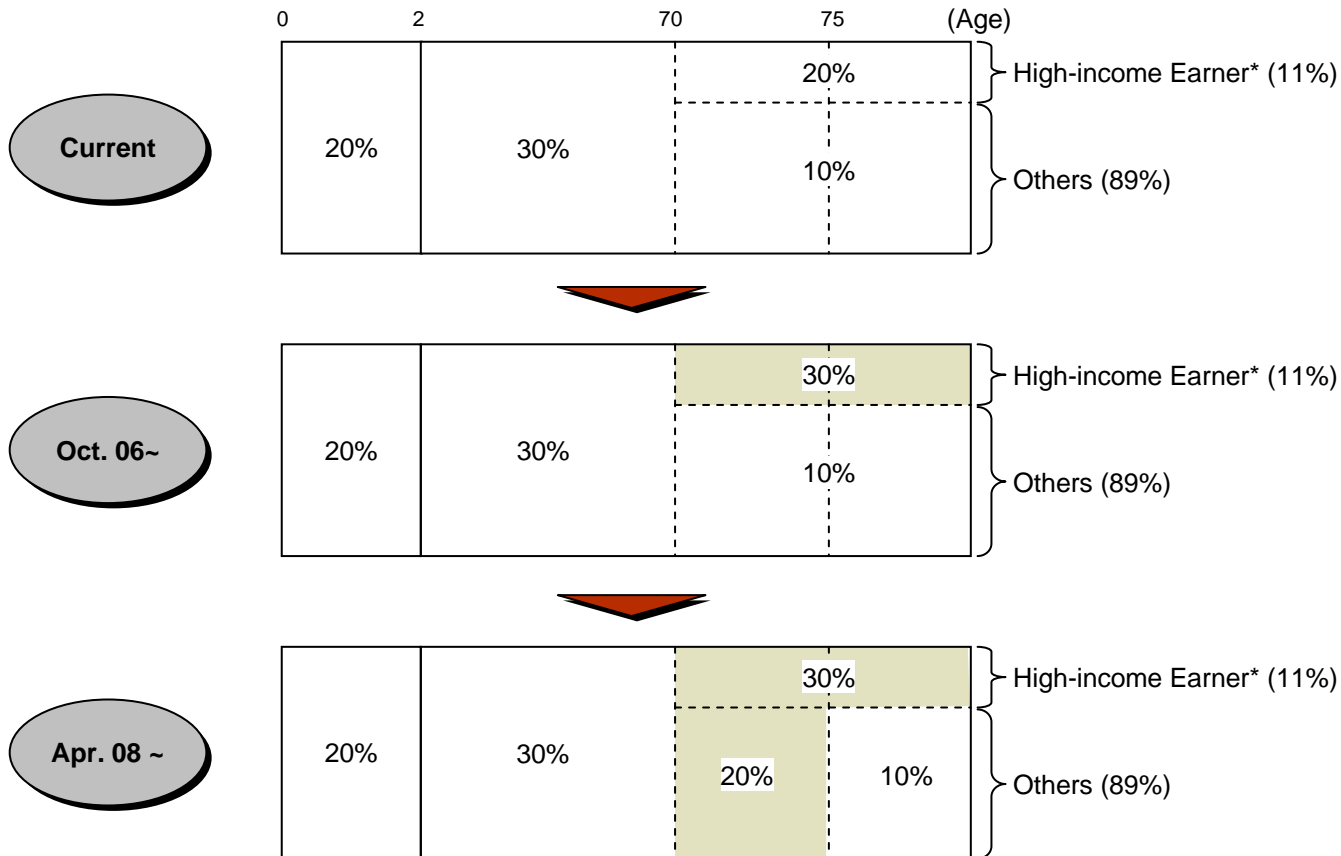 0 2 70 75 (Age)
20% High-income Earner* (11%)
Current 20% 30%
10% Others (89%)
30% High-income Earner* (11%)
Oct. 06~ 20% 30%
10% Others (89%)
30% High-income Earner* (11%)
Apr. 08 ~ 20% 30%
20% 10% Others (89%)